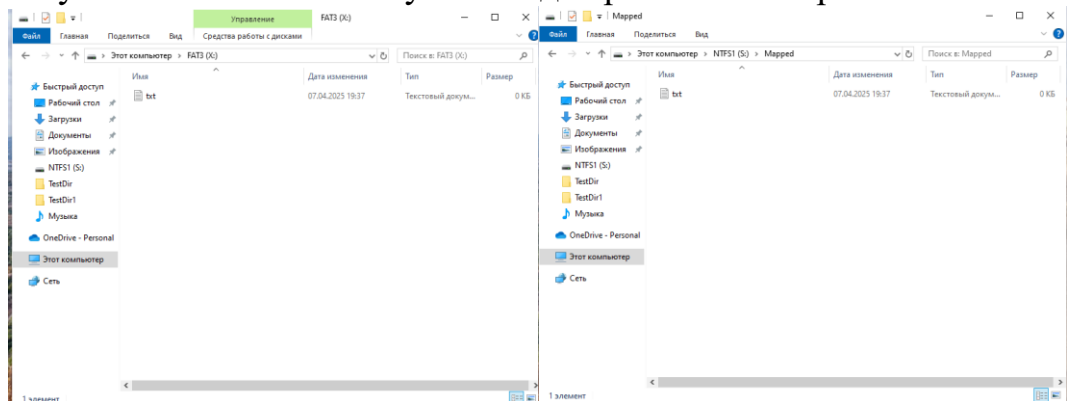 Управление
FAT3 (X:)
Файл
Главная
Поделиться
Вид
Средства работы с дисками
Этот компьютер > FAT3 (X:)
Поиск в: FAT3 (X:)
Имя
Дата изменения
Тип
Размер
txt
07.04.2025 19:37
Текстовый докум...
0 КБ
Быстрый доступ
Рабочий стол
Загрузки
Документы
Изображения
NTFS1 (S:)
TestDir
TestDir1
Музыка
OneDrive - Personal
Этот компьютер
Сеть
1 элемент
Mapped
Файл
Главная
Поделиться
Вид
Этот компьютер > NTFS1 (S:) > Mapped
Поиск в: Mapped
Имя
Дата изменения
Тип
Размер
txt
07.04.2025 19:37
Текстовый докум...
0 КБ
Быстрый доступ
Рабочий стол
Загрузки
Документы
Изображения
NTFS1 (S:)
TestDir
TestDir1
Музыка
OneDrive - Personal
Этот компьютер
Сеть
1 элемент